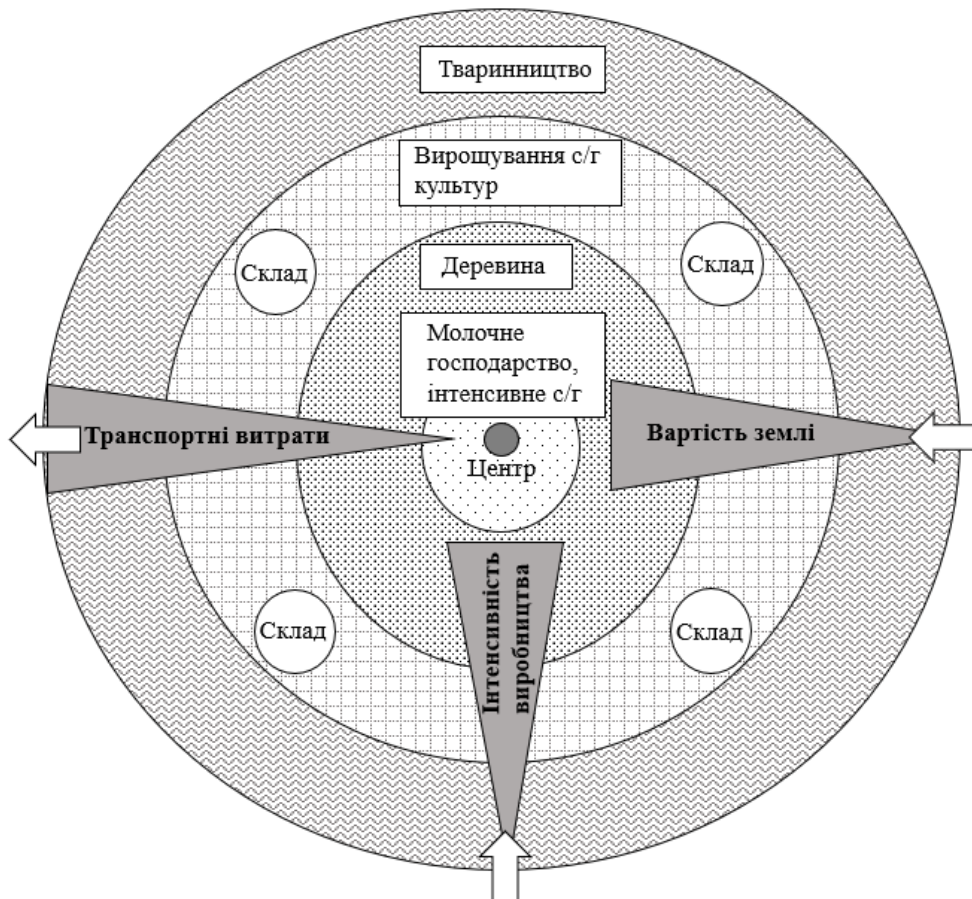 Тваринництво
Вирощування с/г
культур
Склад
Склад
Деревина
Молочне
господарство,
інтенсивне с/г
Транспортні витрати
Вартість землі
Центр
Інтенсивність
виробництва
Склад
Склад